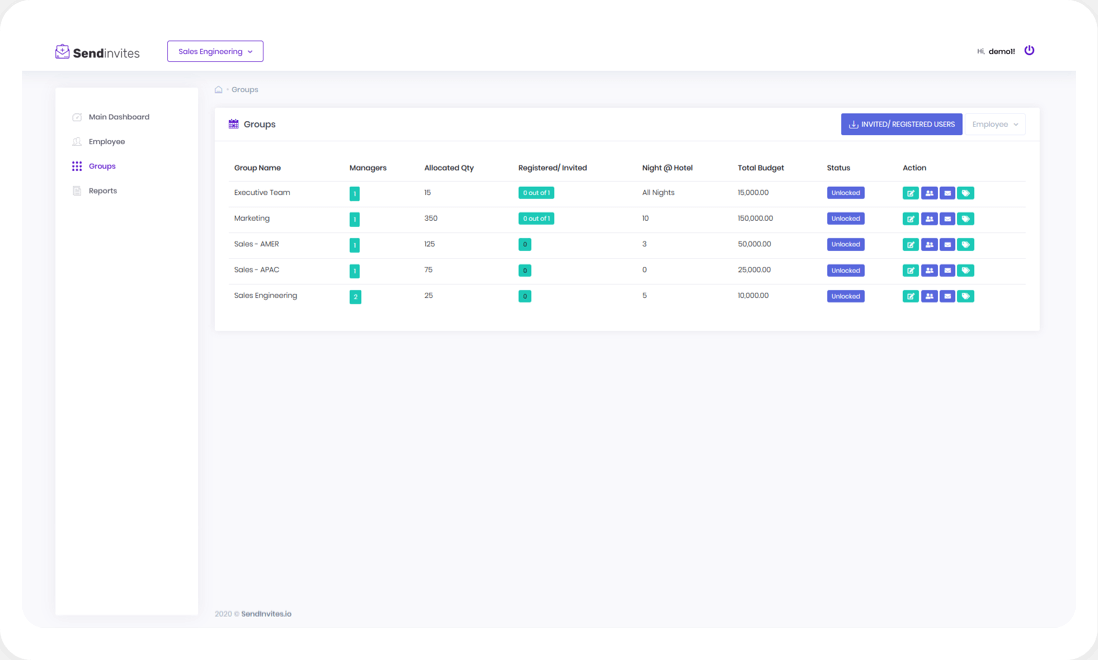 Sendinvites
Sales Engineering
Hi, demo1!
Groups
Main Dashboard
Employee
Groups
Reports
Groups
INVITED/ REGISTERED USERS
Employee
Group Name Managers Allocated Qty Registered/ Invited Night @ Hotel Total Budget Status Action
Executive Team 1 15 0 out of 1 All Nights 15,000.00 Unlocked
Marketing 1 350 0 out of 1 10 150,000.00 Unlocked
Sales - AMER 1 125 0 3 50,000.00 Unlocked
Sales - APAC 1 75 0 0 25,000.00 Unlocked
Sales Engineering 2 25 0 5 10,000.00 Unlocked
2020 © SendInvites.io